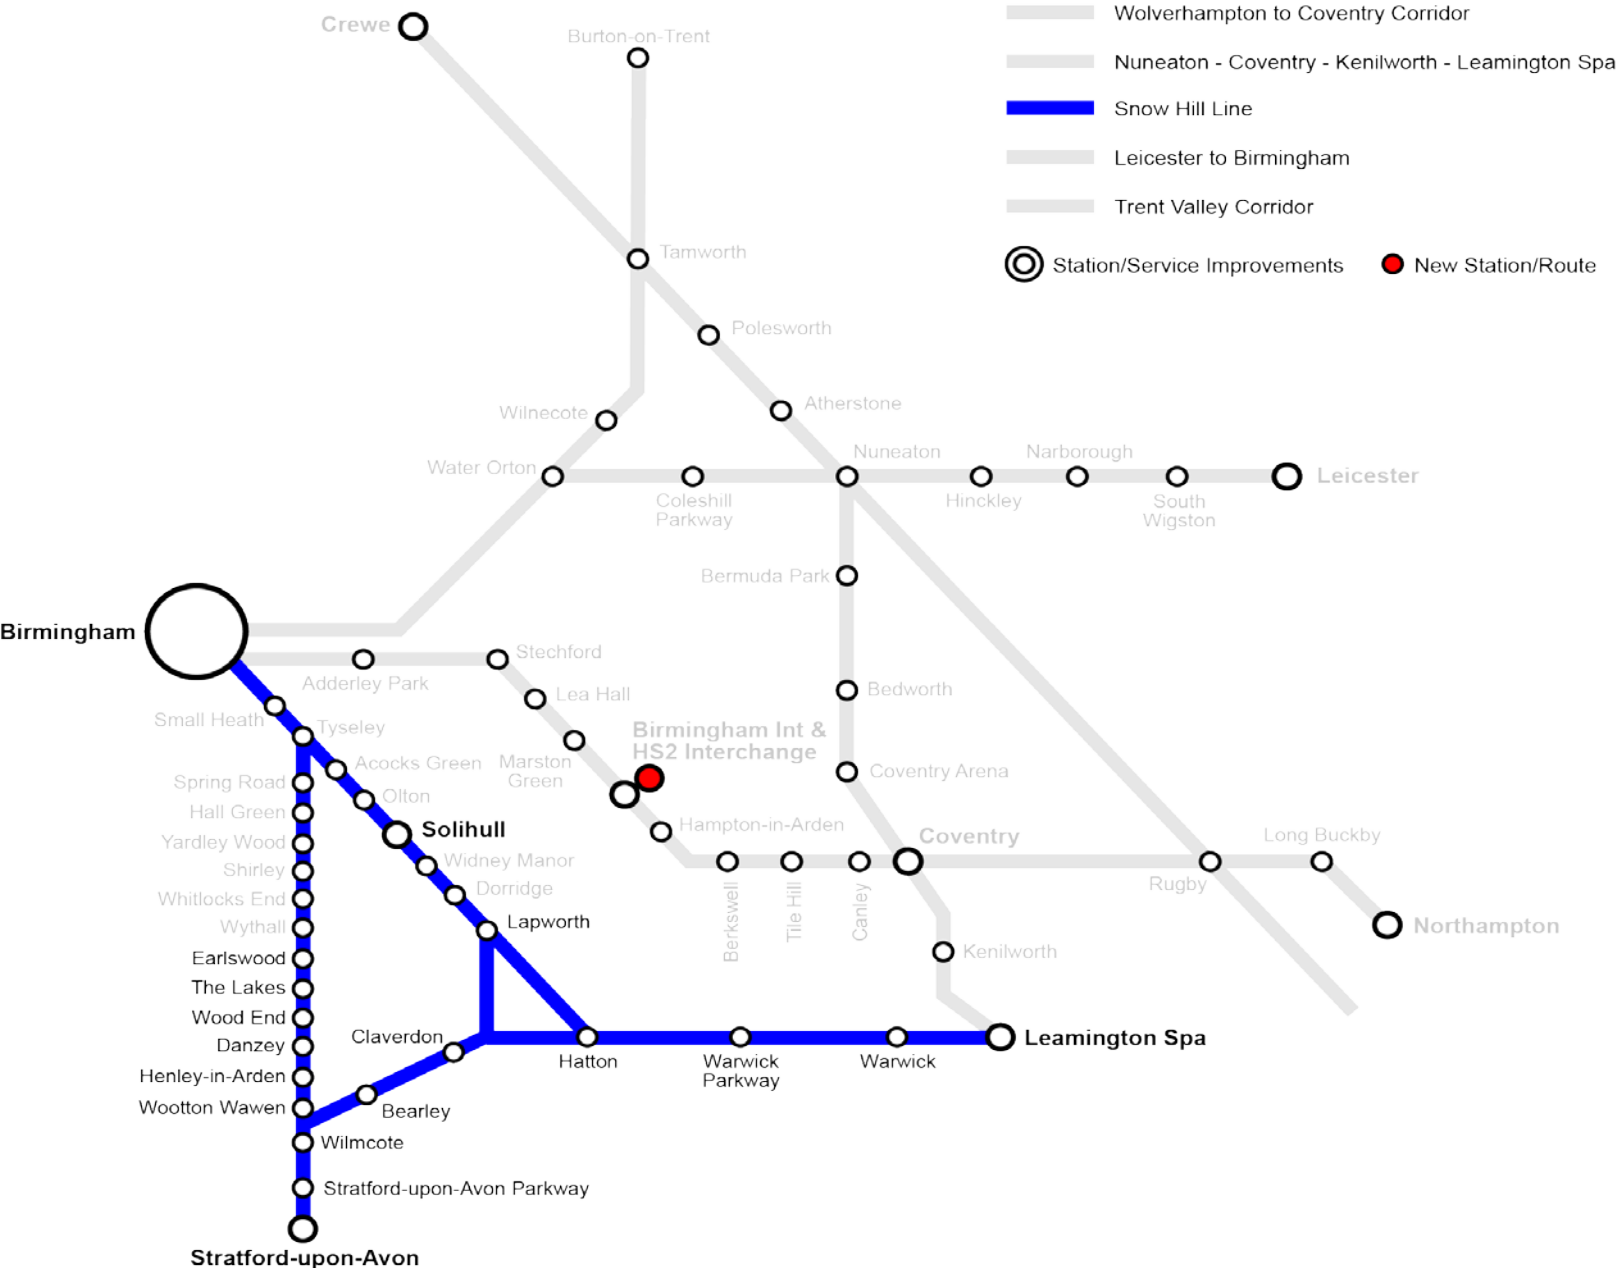 Crewe
Burton-on-Trent
Wolverhampton to Coventry Corridor
Nuneaton - Coventry - Kenilworth - Leamington Spa
Snow Hill Line
Leicester to Birmingham
Trent Valley Corridor
Station/Service Improvements
New Station/Route
Tamworth
Polesworth
Atherstone
Wilnecote
Water Orton
Coleshill
Parkway
Nuneaton
Hinckley
Narborough
South
Wigston
Leicester
Bermuda Park
Birmingham
Adderley Park
Stechford
Lea Hall
Marston
Green
Birmingham Int &
HS2 Interchange
Hampton-in-Arden
Bedworth
Coventry Arena
Coventry
Berkswell
Tile Hill
Canley
Rugby
Long Buckby
Northampton
Kenilworth
Small Heath
Tyseley
Acocks Green
Olton
Solihull
Widney Manor
Dorridge
Lapworth
Spring Road
Hall Green
Yardley Wood
Shirley
Whitlocks End
Wythall
Earlswood
The Lakes
Wood End
Danzey
Henley-in-Arden
Wootton Wawen
Claverdon
Bearley
Hatton
Warwick
Parkway
Warwick
Leamington Spa
Wilmcote
Stratford-upon-Avon Parkway
Stratford-upon-Avon